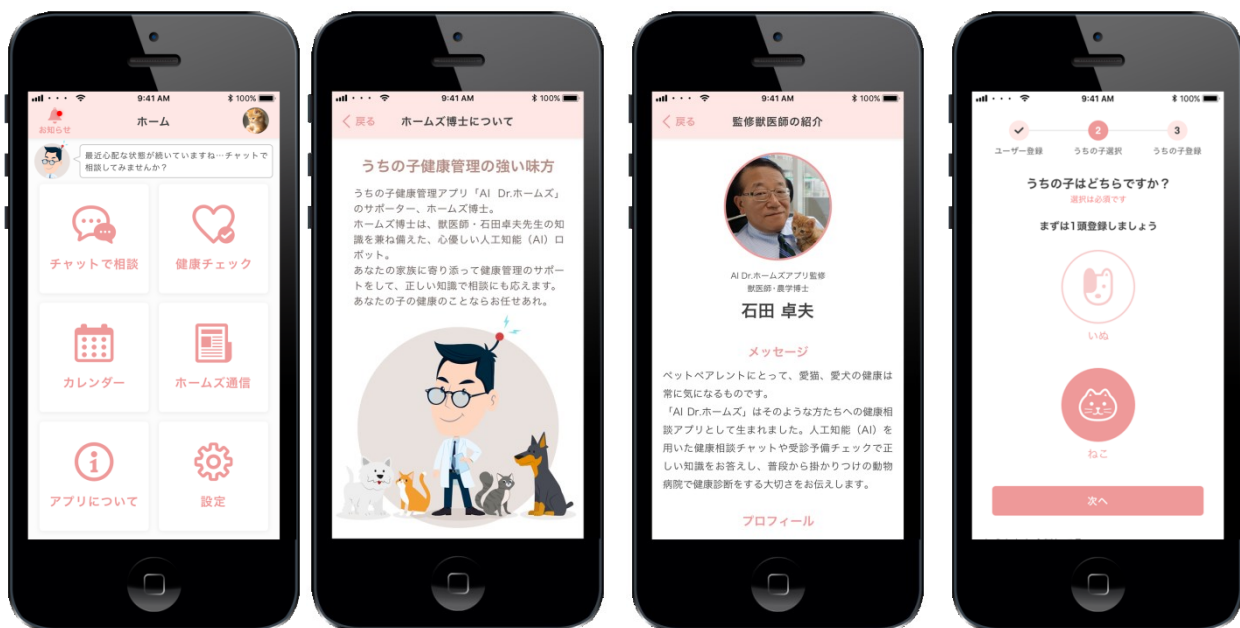 9:41 AM
100%
お知らせ
ホーム
最近心配な状態が続いていますね…チャットで
相談してみませんか？
チャットで相談
健康チェック
カレンダー
ホームズ通信
アプリについて
設定
9:41 AM
100%
戻る
ホームズ博士について
うちの子健康管理の強い味方
うちの子健康管理アプリ「AI Dr.ホームズ」
のサポーター、ホームズ博士。
ホームズ博士は、獣医師・石田卓夫先生の知
識を兼ね備えた、心優しい人工知能（AI）ロ
ボット。
あなたの家族に寄り添って健康管理のサポー
トをして、正しい知識で相談にも応えます。
あなたの子の健康のことならお任せあれ。
9:41 AM
100%
戻る
監修獣医師の紹介
AI Dr.ホームズアプリ監修
獣医師・農学博士
石田 卓夫
メッセージ
ペットペアレントにとって、愛猫、愛犬の健康は
常に気になるものです。
「AI Dr.ホームズ」はそのような方たちへの健康相
談アプリとして生まれました。人工知能（AI）を
用いた健康相談チャットや受診予備チェックで正
しい知識をお答えし、普段から掛かりつけの動物
病院で健康診断をする大切さをお伝えします。
プロフィール
9:41 AM
100%
2
3
ユーザー登録
うちの子選択
うちの子登録
うちの子はどちらですか？
選択は必須です
まずは1頭登録しましょう
いぬ
ねこ
次へ